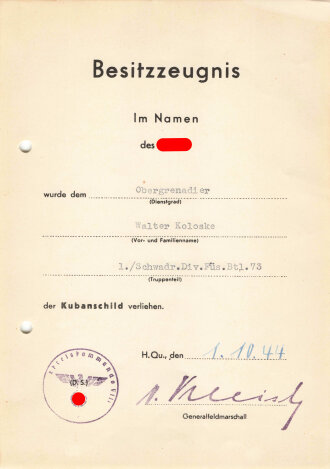 Besitzzeugnis
Im Namen
des
wurde dem Obergrenadier
(Dienstgrad)
Walter Koloske
(Vor- und Familienname)
1./Schwadr.Div.Füs.Btl.73
(Truppenteil)
der Kubanschild verliehen.
H.Qu., den 1.10.44
(D.S.)
v. Kleist
Generalfeldmarschall